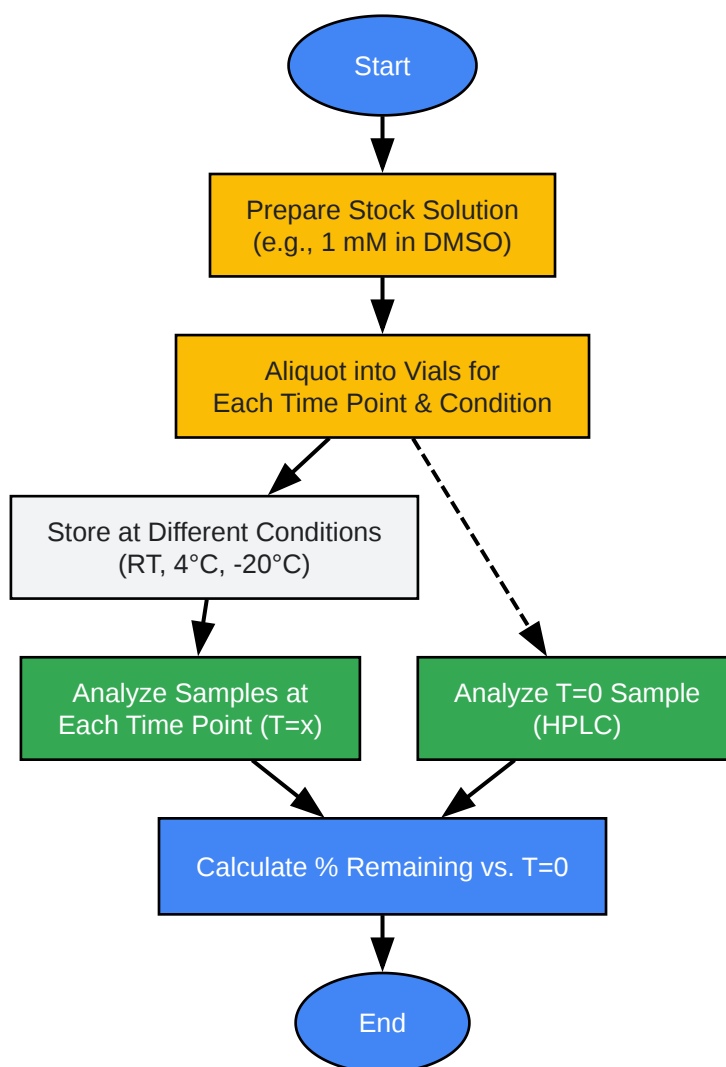 Start
Prepare Stock Solution
(e.g., 1 mM in DMSO)
Aliquot into Vials for
Each Time Point & Condition
Store at Different Conditions
(RT, 4°C, -20°C)
Analyze Samples at
Each Time Point (T=x)
Analyze T=0 Sample
(HPLC)
Calculate % Remaining vs. T=0
End